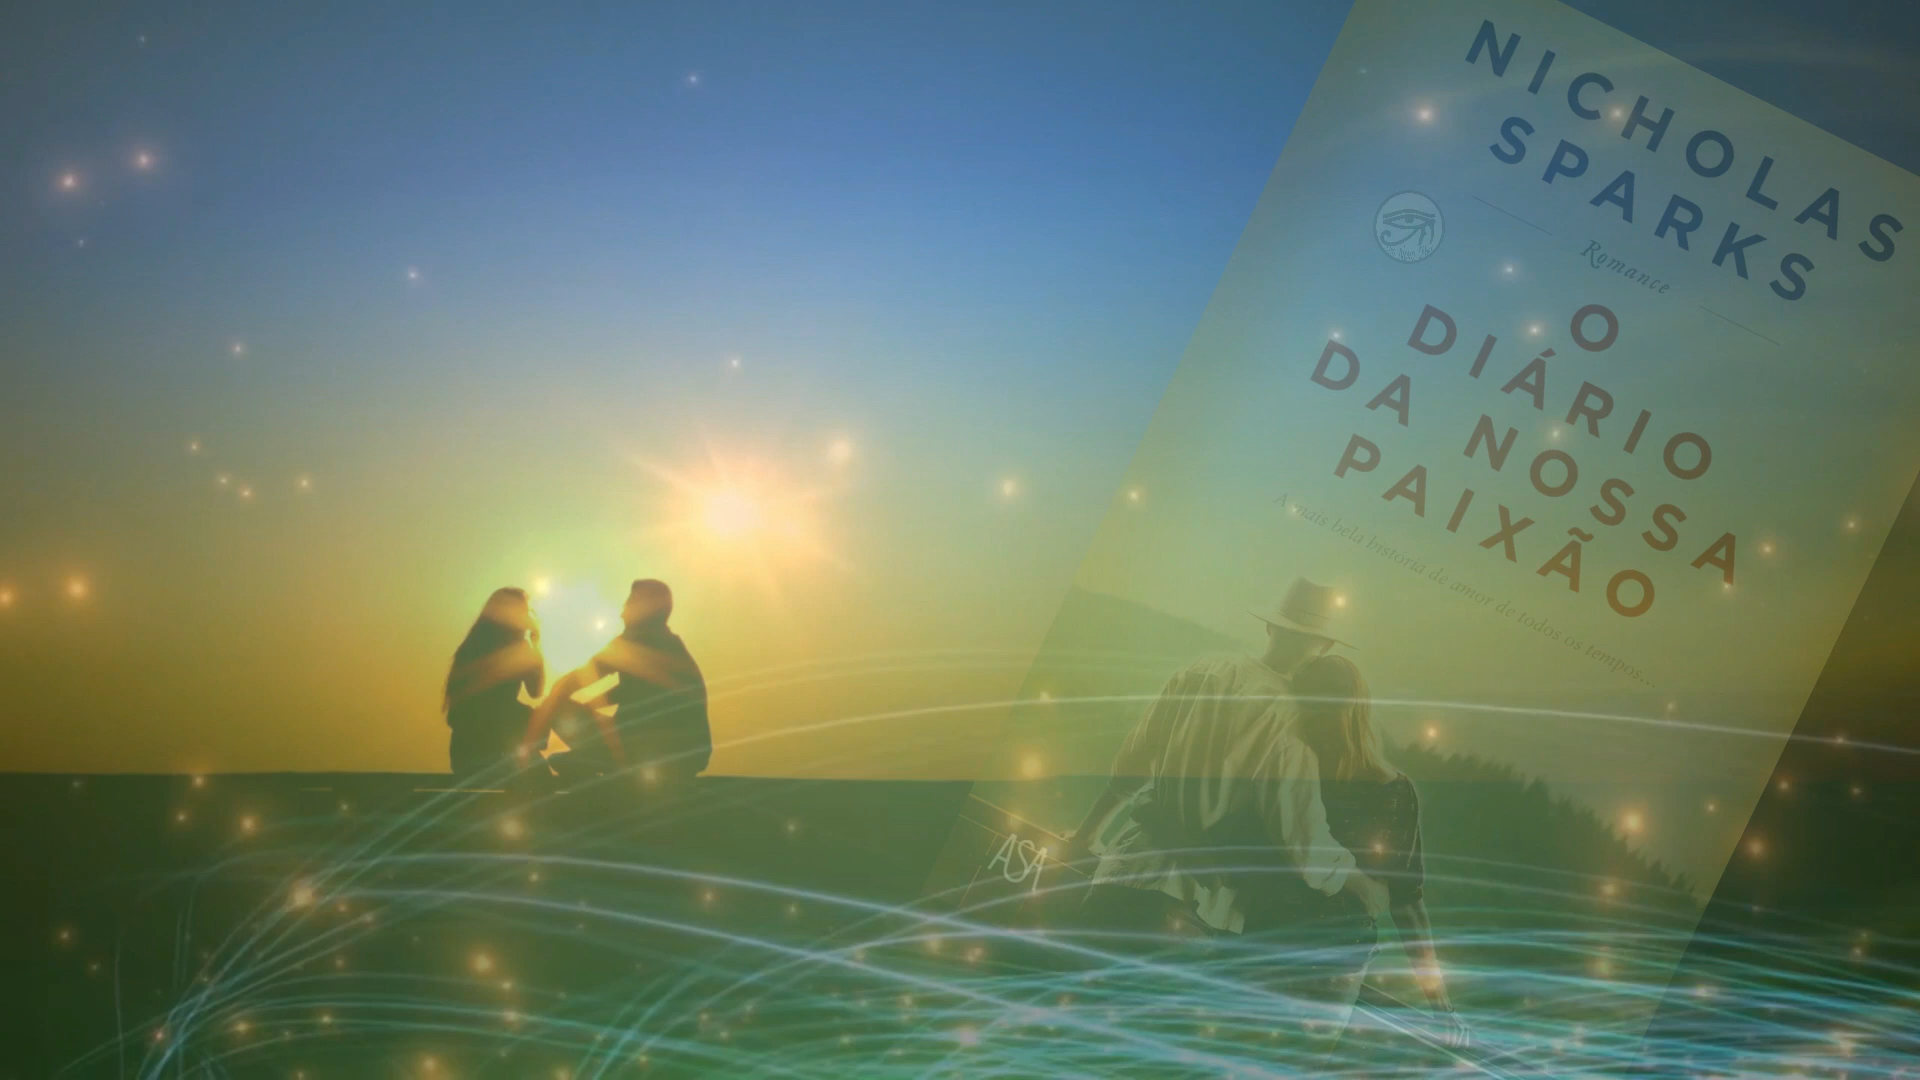 NICHOLAS
SPARKS
Romance
O
DIÁRIO
DA NOSSA
PAIXÃO
A mais bela história de amor de todos os tempos...
ASA